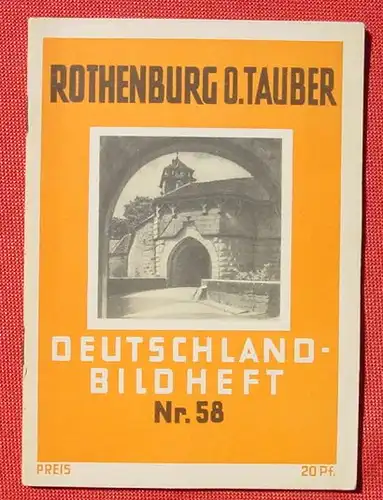 ROTHENBURG O.TAUBER
DEUTSCHLAND-
BILDHEFT
Nr. 58
PREIS 20 Pf.